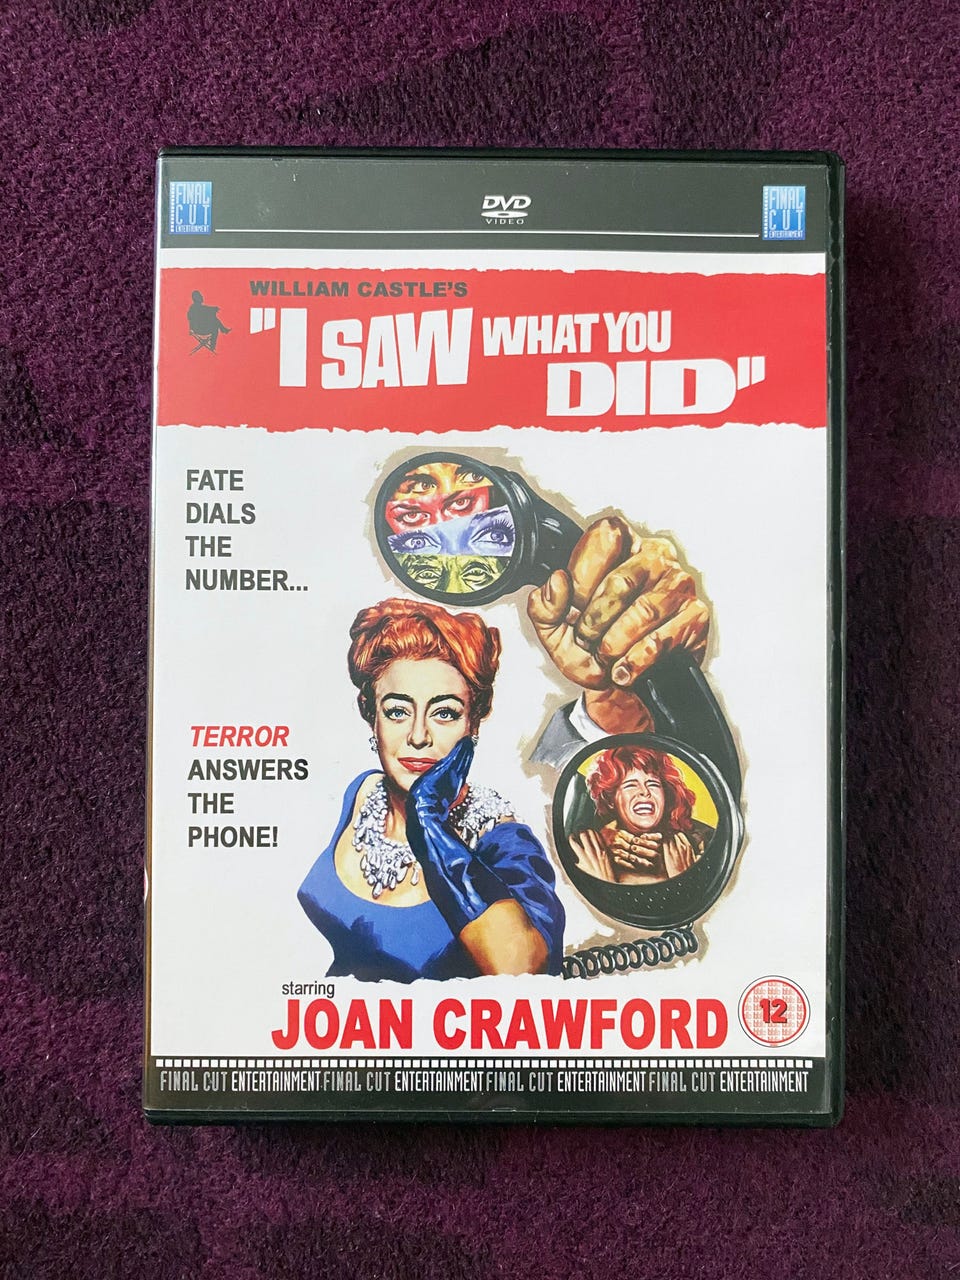 FINAL
CUT
ENTERTAINMENT
DVD
VIDEO
FINAL
CUT
ENTERTAINMENT
WILLIAM CASTLE'S
"I SAW WHAT YOU
DID"
FATE
DIALS
THE
NUMBER...
TERROR
ANSWERS
THE
PHONE!
starring
JOAN CRAWFORD
12
FINAL CUT ENTERTAINMENT FINAL CUT ENTERTAINMENT FINAL CUT ENTERTAINMENT FINAL CUT ENTERTAINMENT